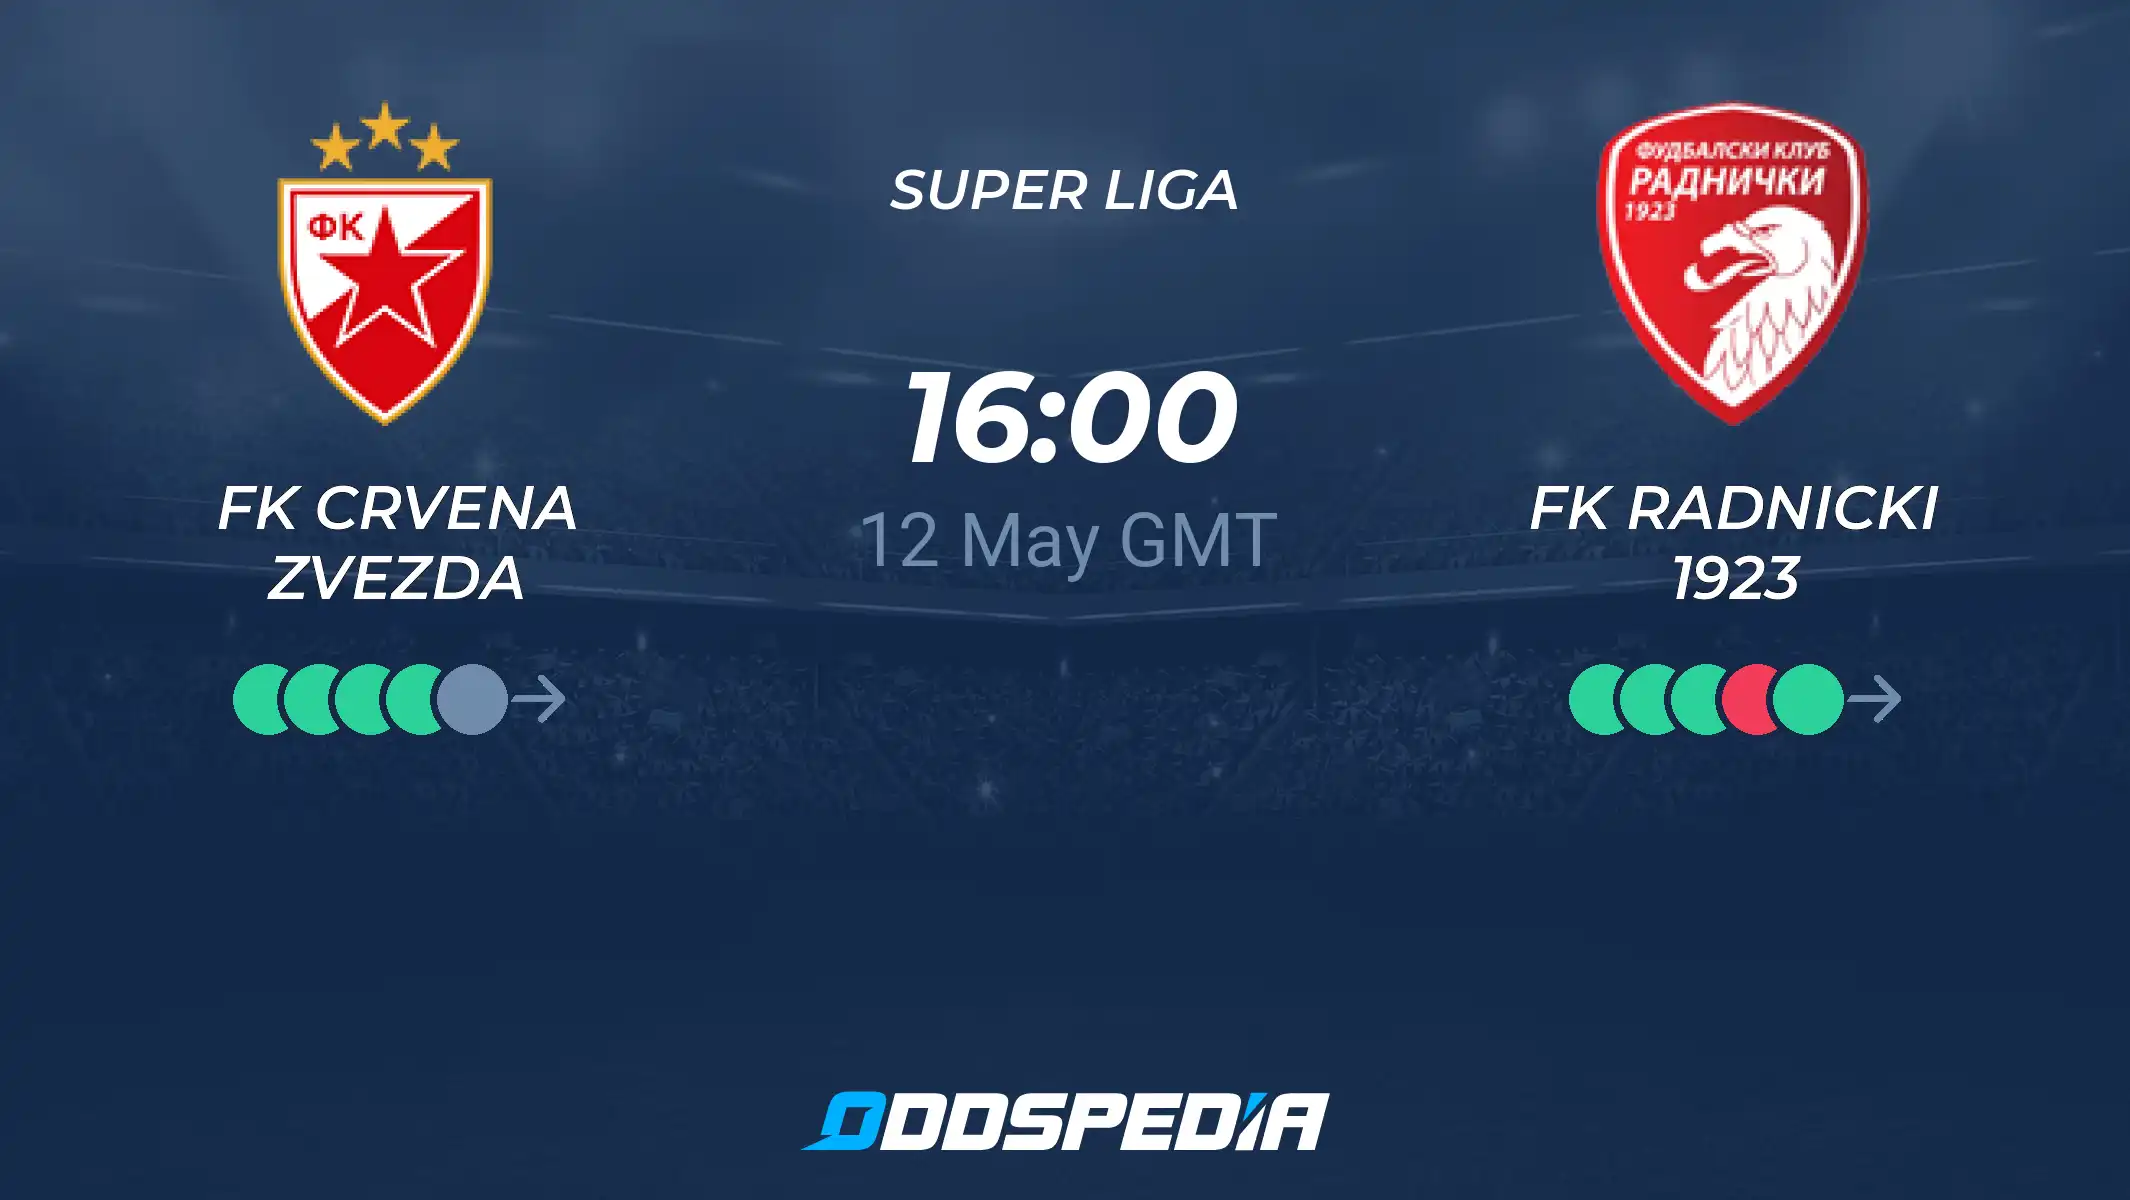 ФК
SUPER LIGA
ФУДБАЛСКИ КЛУБ
РАДНИЧКИ
1923
16:00
12 May GMT
FK CRVENA
ZVEZDA
FK RADNICKI
1923
ODDSPEDIA